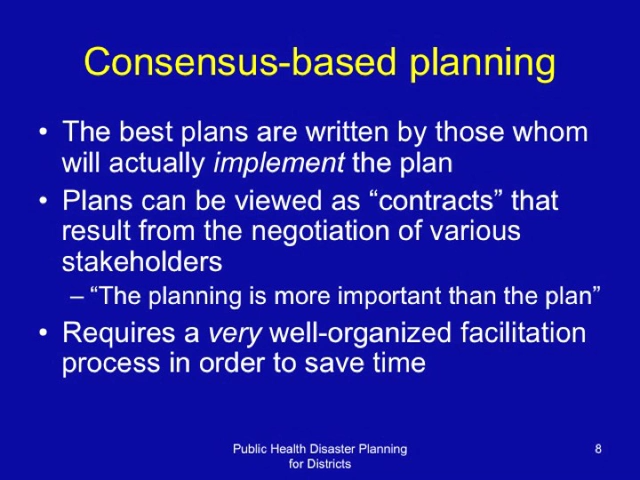 Consensus-based planning
• The best plans are written by those whom
will actually implement the plan
• Plans can be viewed as “contracts” that
result from the negotiation of various
stakeholders
– “The planning is more important than the plan”
• Requires a very well-organized facilitation
process in order to save time
Public Health Disaster Planning
for Districts
8